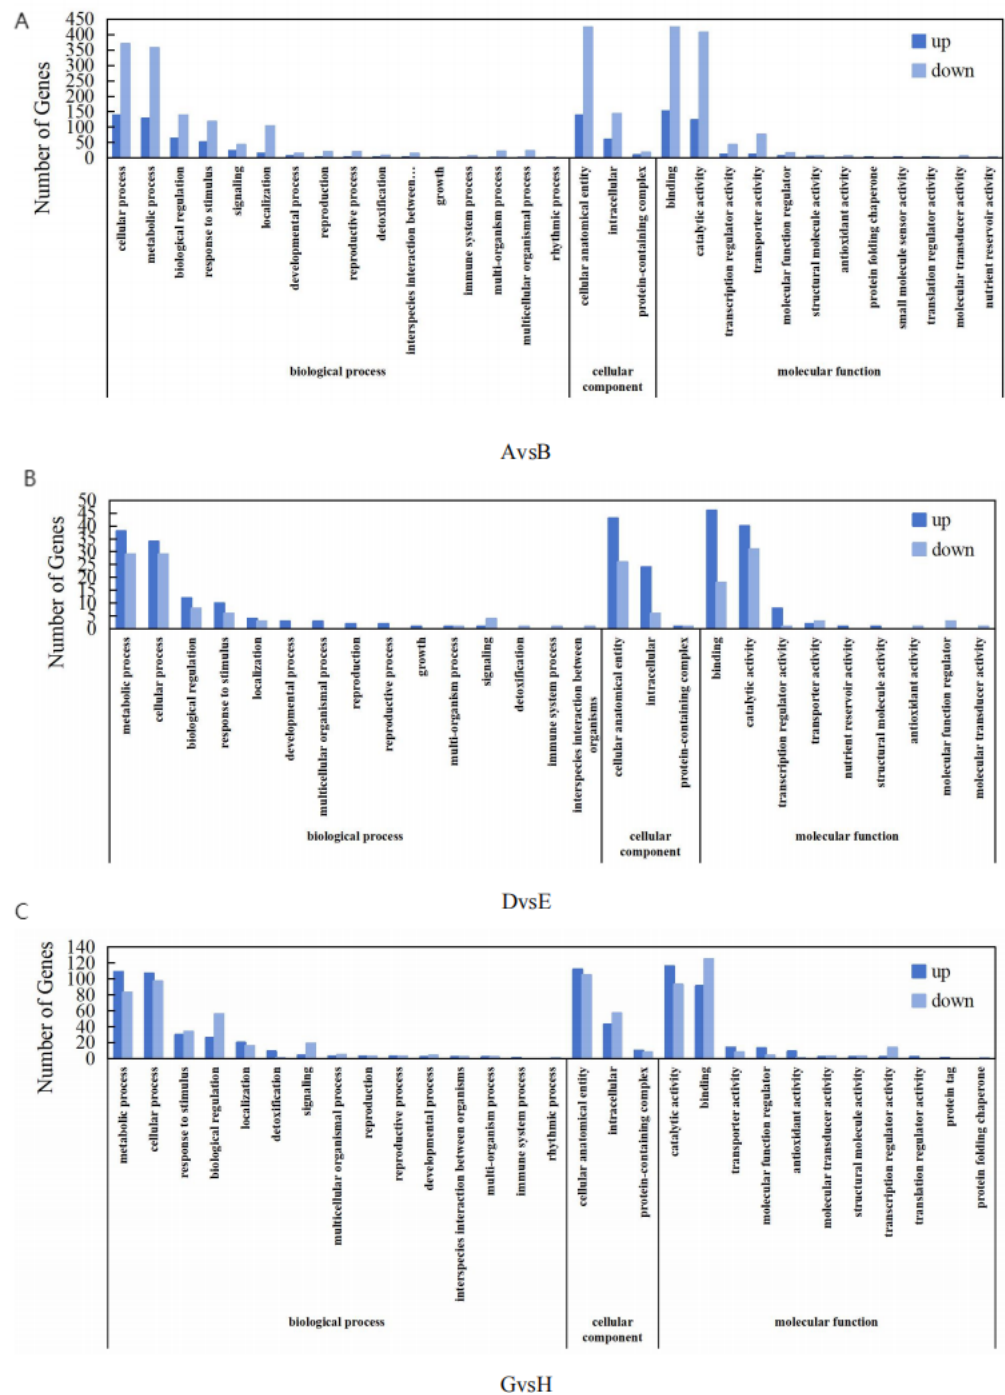 A
Number of Genes
450
400
350
300
250
200
150
100
50
0
up
down
cellular process
metabolic process
biological regulation
response to stimulus
signaling
localization
developmental process
reproduction
reproductive process
detoxification
interspecies interaction between...
growth
immune system process
multi-organism process
multicellular organismal process
rhythmic process
cellular anatomical entity
intracellular
protein-containing complex
binding
catalytic activity
transcription regulator activity
transporter activity
molecular function regulator
structural molecule activity
antioxidant activity
protein folding chaperone
small molecule sensor activity
translation regulator activity
molecular transducer activity
nutrient reservoir activity
biological process
cellular
component
molecular function
AvsB
B
Number of Genes
50
45
40
35
30
25
20
15
10
5
0
up
down
metabolic process
cellular process
biological regulation
response to stimulus
localization
developmental process
multicellular organismal process
reproduction
reproductive process
growth
multi-organism process
signaling
detoxification
immune system process
interspecies interaction between
organisms
cellular anatomical entity
intracellular
protein-containing complex
binding
catalytic activity
transcription regulator activity
transporter activity
nutrient reservoir activity
structural molecule activity
antioxidant activity
molecular function regulator
molecular transducer activity
biological process
cellular
component
molecular function
DvsE
C
Number of Genes
140
120
100
80
60
40
20
0
up
down
metabolic process
cellular process
response to stimulus
biological regulation
localization
detoxification
signaling
multicellular organismal process
reproduction
reproductive process
developmental process
interspecies interaction between organisms
multi-organism process
immune system process
rhythmic process
cellular anatomical entity
intracellular
protein-containing complex
catalytic activity
binding
transporter activity
molecular function regulator
antioxidant activity
molecular transducer activity
structural molecule activity
transcription regulator activity
translation regulator activity
protein tag
protein folding chaperone
biological process
cellular
component
molecular function
GvsH